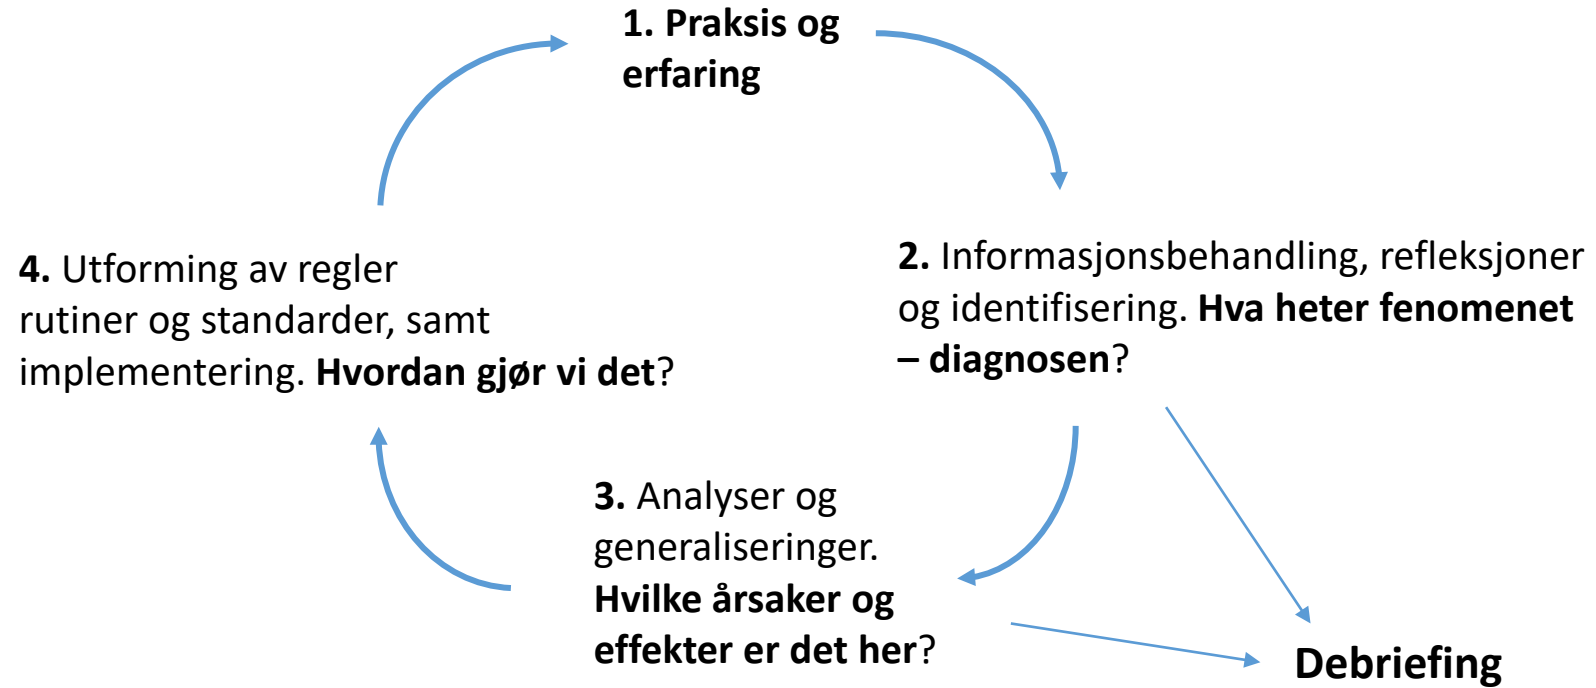 1. Praksis og
erfaring
2. Informasjonsbehandling, refleksjoner
og identifisering. Hva heter fenomenet
– diagnosen?
3. Analyser og
generaliseringer.
Hvilke årsaker og
effekter er det her?
4. Utforming av regler
rutiner og standarder, samt
implementering. Hvordan gjør vi det?
Debriefing